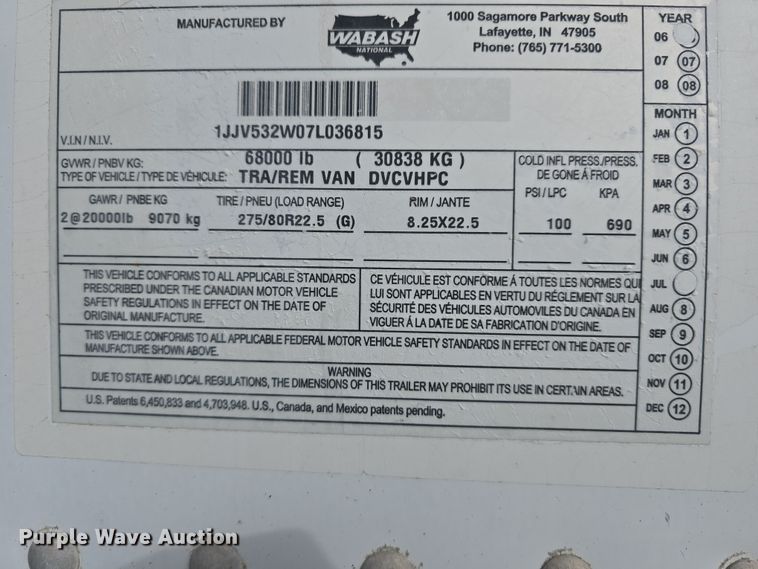 MANUFACTURED BY
WABASH
NATIONAL
1000 Sagamore Parkway South
Lafayette, IN 47905
Phone: (765) 771-5300
YEAR
06
07 07
08 08
1JJV532W07L036815
V.I.N / N.I.V.
GVWR / PNBV KG: 68000 lb ( 30838 KG )
TYPE OF VEHICLE / TYPE DE VÉHICULE: TRA/REM VAN DVCVHPC
COLD INFL PRESS./PRESS.
DE GONE Á FROID
GAWR / PNBE KG TIRE / PNEU (LOAD RANGE) RIM / JANTE PSI / LPC KPA
2@20000lb 9070 kg 275/80R22.5 (G) 8.25X22.5 100 690
MONTH
JAN 1
FEB 2
MAR 3
APR 4
MAY 5
JUN 6
JUL
AUG 8
SEP 9
OCT 10
NOV 11
DEC 12
THIS VEHICLE CONFORMS TO ALL APPLICABLE STANDARDS
PRESCRIBED UNDER THE CANADIAN MOTOR VEHICLE
SAFETY REGULATIONS IN EFFECT ON THE DATE OF
ORIGINAL MANUFACTURE.
CE VÉHICULE EST CONFORME Á TOUTES LES NORMES QUI
LUI SONT APPLICABLES EN VERTU DU RÉGLEMENT SUR LA
SÉCURITÉ DES VÉHICULES AUTOMOVILES DU CANADA EN
VIGUER Á LA DATE DE SA FABRICATION D'ORIGINE.
THIS VEHICLE CONFORMS TO ALL APPLICABLE FEDERAL MOTOR VEHICLE SAFETY STANDARDS IN EFFECT ON THE DATE OF
MANUFACTURE SHOWN ABOVE.
WARNING
DUE TO STATE AND LOCAL REGULATIONS, THE DIMENSIONS OF THIS TRAILER MAY PROHIBIT ITS USE IN CERTAIN AREAS.
U.S. Patents 6,450,833 and 4,703,948. U.S., Canada, and Mexico patents pending.
Purple Wave Auction